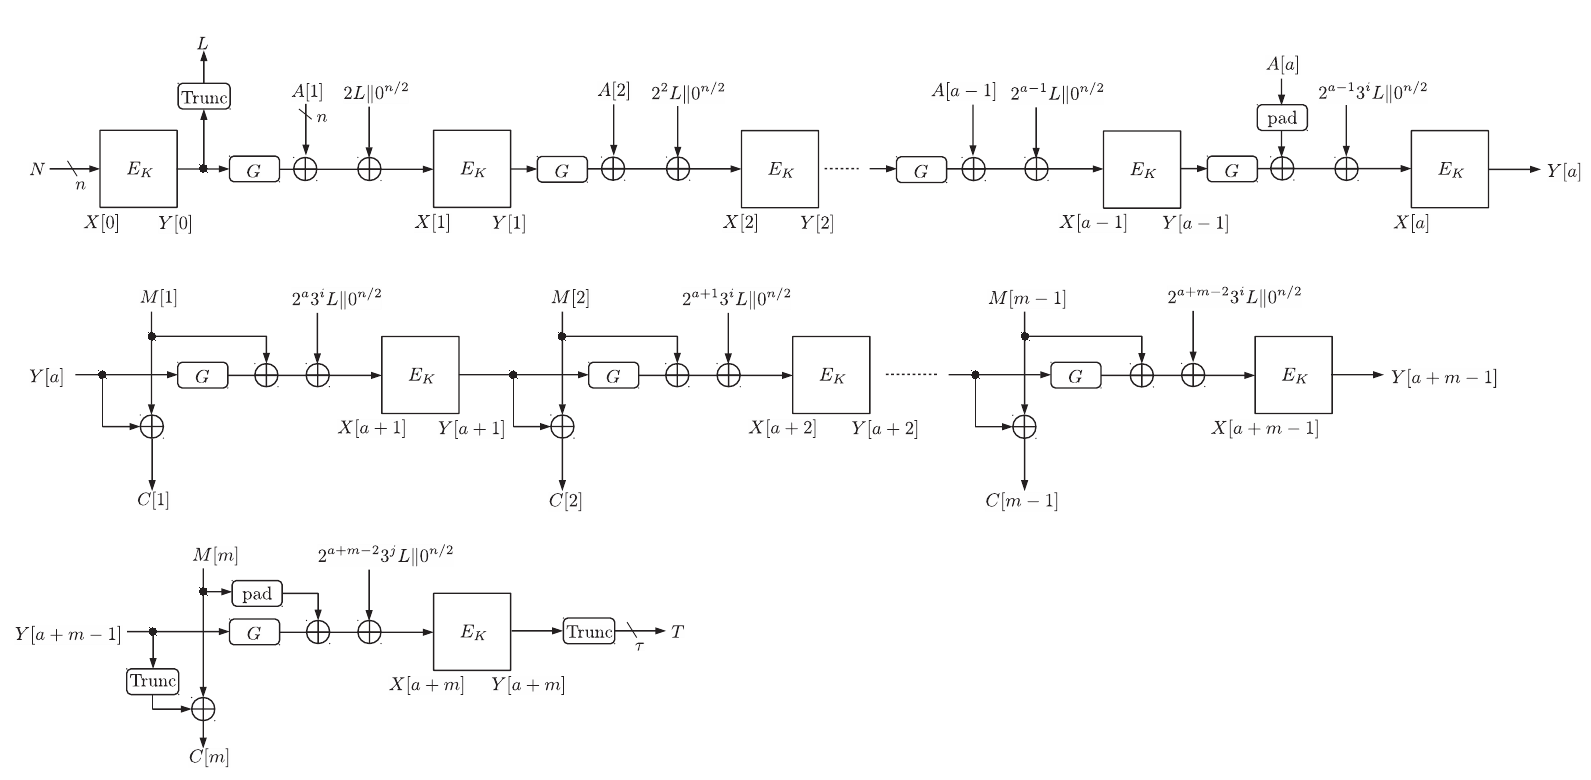 L
Trunc
A[1] 2L∥0^{n/2} A[2] 2^2L∥0^{n/2} A[a−1] 2^{a−1}L∥0^{n/2} A[a] 2^{a−1}3^iL∥0^{n/2}
n pad
N n E_K G E_K G E_K G E_K G E_K Y[a]
X[0] Y[0] X[1] Y[1] X[2] Y[2] X[a−1] Y[a−1] X[a]
M[1] 2^a3^iL∥0^{n/2} M[2] 2^{a+1}3^iL∥0^{n/2} M[m−1] 2^{a+m−2}3^iL∥0^{n/2}
Y[a] G E_K G E_K G E_K Y[a+m−1]
X[a+1] Y[a+1] X[a+2] Y[a+2] X[a+m−1]
C[1] C[2] C[m−1]
M[m] 2^{a+m−2}3^jL∥0^{n/2}
pad
Y[a+m−1] G E_K Trunc τ T
Trunc X[a+m] Y[a+m]
C[m]